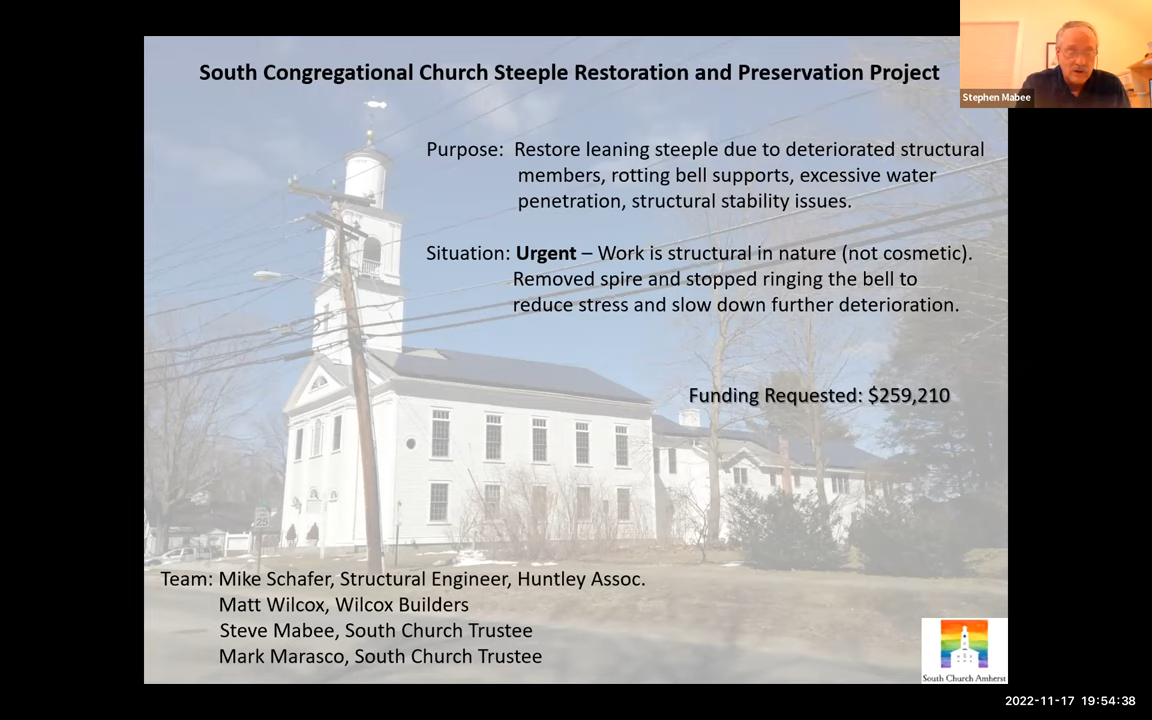 South Congregational Church Steeple Restoration and Preservation Project
Stephen Mabee
Purpose: Restore leaning steeple due to deteriorated structural
members, rotting bell supports, excessive water
penetration, structural stability issues.
Situation: Urgent – Work is structural in nature (not cosmetic).
Removed spire and stopped ringing the bell to
reduce stress and slow down further deterioration.
Funding Requested: $259,210
Team: Mike Schafer, Structural Engineer, Huntley Assoc.
Matt Wilcox, Wilcox Builders
Steve Mabee, South Church Trustee
Mark Marasco, South Church Trustee
South Church Amherst
2022-11-17 19:54:38